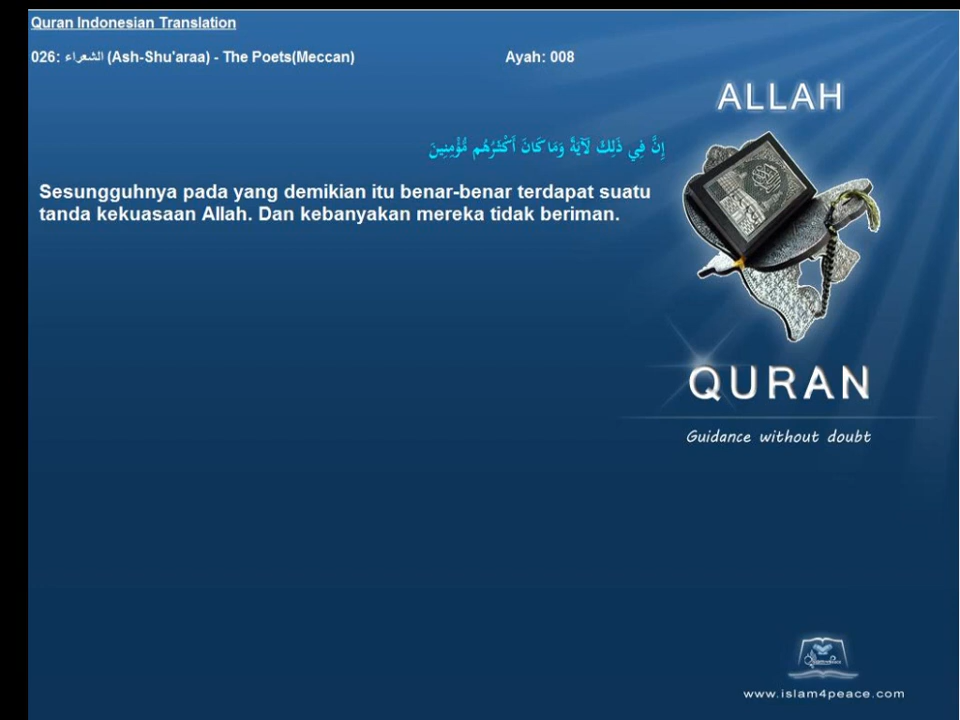 Quran Indonesian Translation
026: الشعراء (Ash-Shu'araa) - The Poets(Meccan) Ayah: 008
إِنَّ فِي ذَلِكَ لَآيَةً وَمَا كَانَ أَكْثَرُهُم مُّؤْمِنِينَ
Sesungguhnya pada yang demikian itu benar-benar terdapat suatu
tanda kekuasaan Allah. Dan kebanyakan mereka tidak beriman.
ALLAH
QURAN
Guidance without doubt
www.islam4peace.com